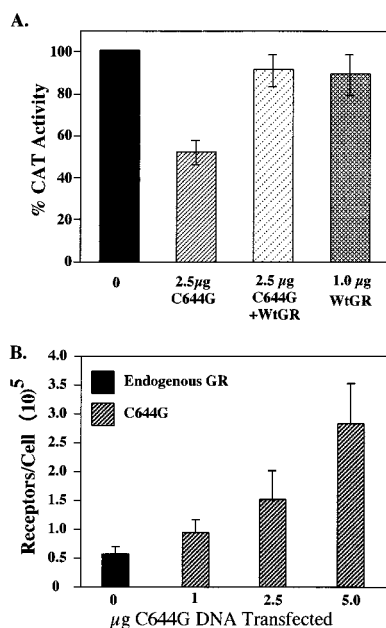 A.
% CAT Activity
100
80
60
40
20
0
0
2.5µg
C644G
2.5 µg
C644G
+WtGR
1.0 µg
WtGR
B.
Receptors/Cell (10)⁵
4.0
3.5
3.0
2.5
2.0
1.5
1.0
0.5
0
Endogenous GR
C644G
0
1
2.5
5.0
µg C644G DNA Transfected